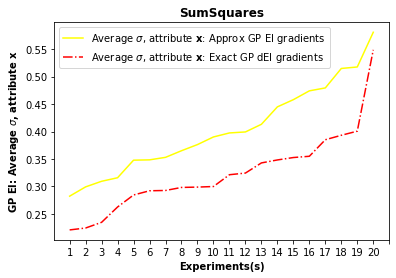 SumSquares
Average σ, attribute x: Approx GP EI gradients
Average σ, attribute x: Exact GP dEI gradients
GP EI: Average σ, attribute x
0.55
0.50
0.45
0.40
0.35
0.30
0.25
1 2 3 4 5 6 7 8 9 10 11 12 13 14 15 16 17 18 19 20
Experiments(s)